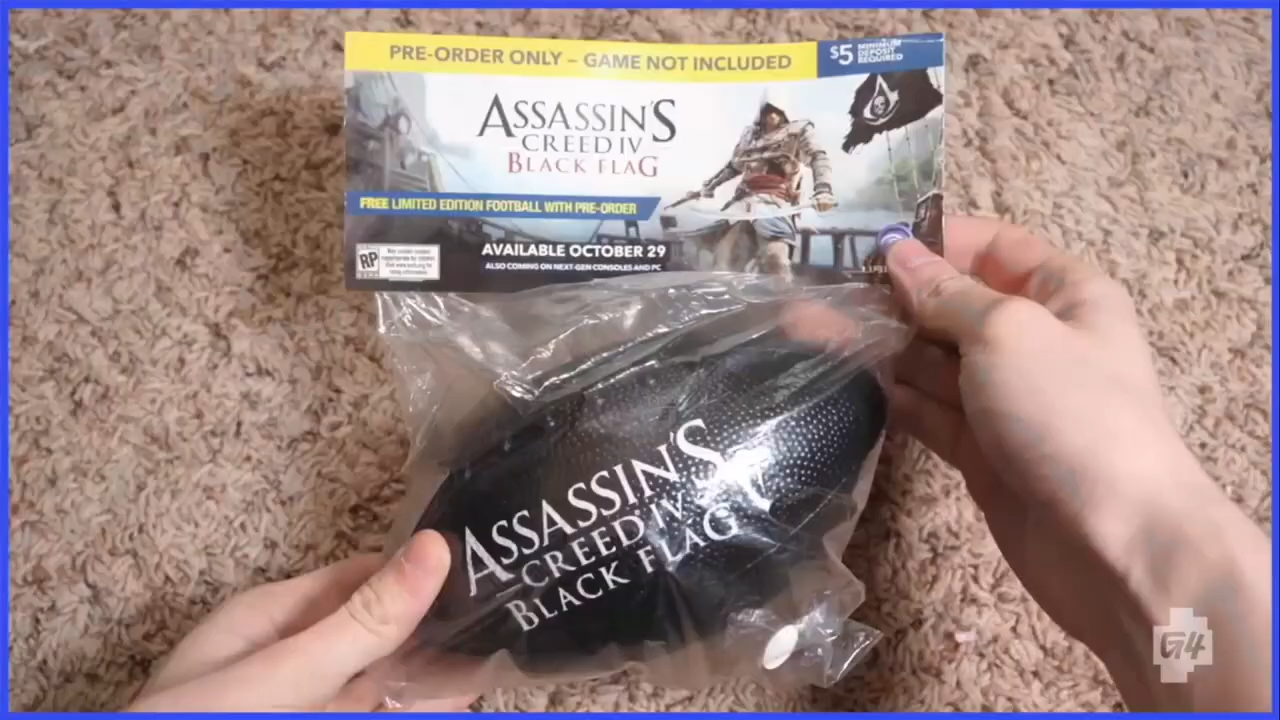 PRE-ORDER ONLY – GAME NOT INCLUDED
$5 MINIMUM DEPOSIT REQUIRED
ASSASSIN'S
CREED IV
BLACK FLAG
FREE LIMITED EDITION FOOTBALL WITH PRE-ORDER
AVAILABLE OCTOBER 29
ALSO COMING ON NEXT-GEN CONSOLES AND PC
RP
ASSASSIN'S
CREED IV
BLACK FLAG
G4